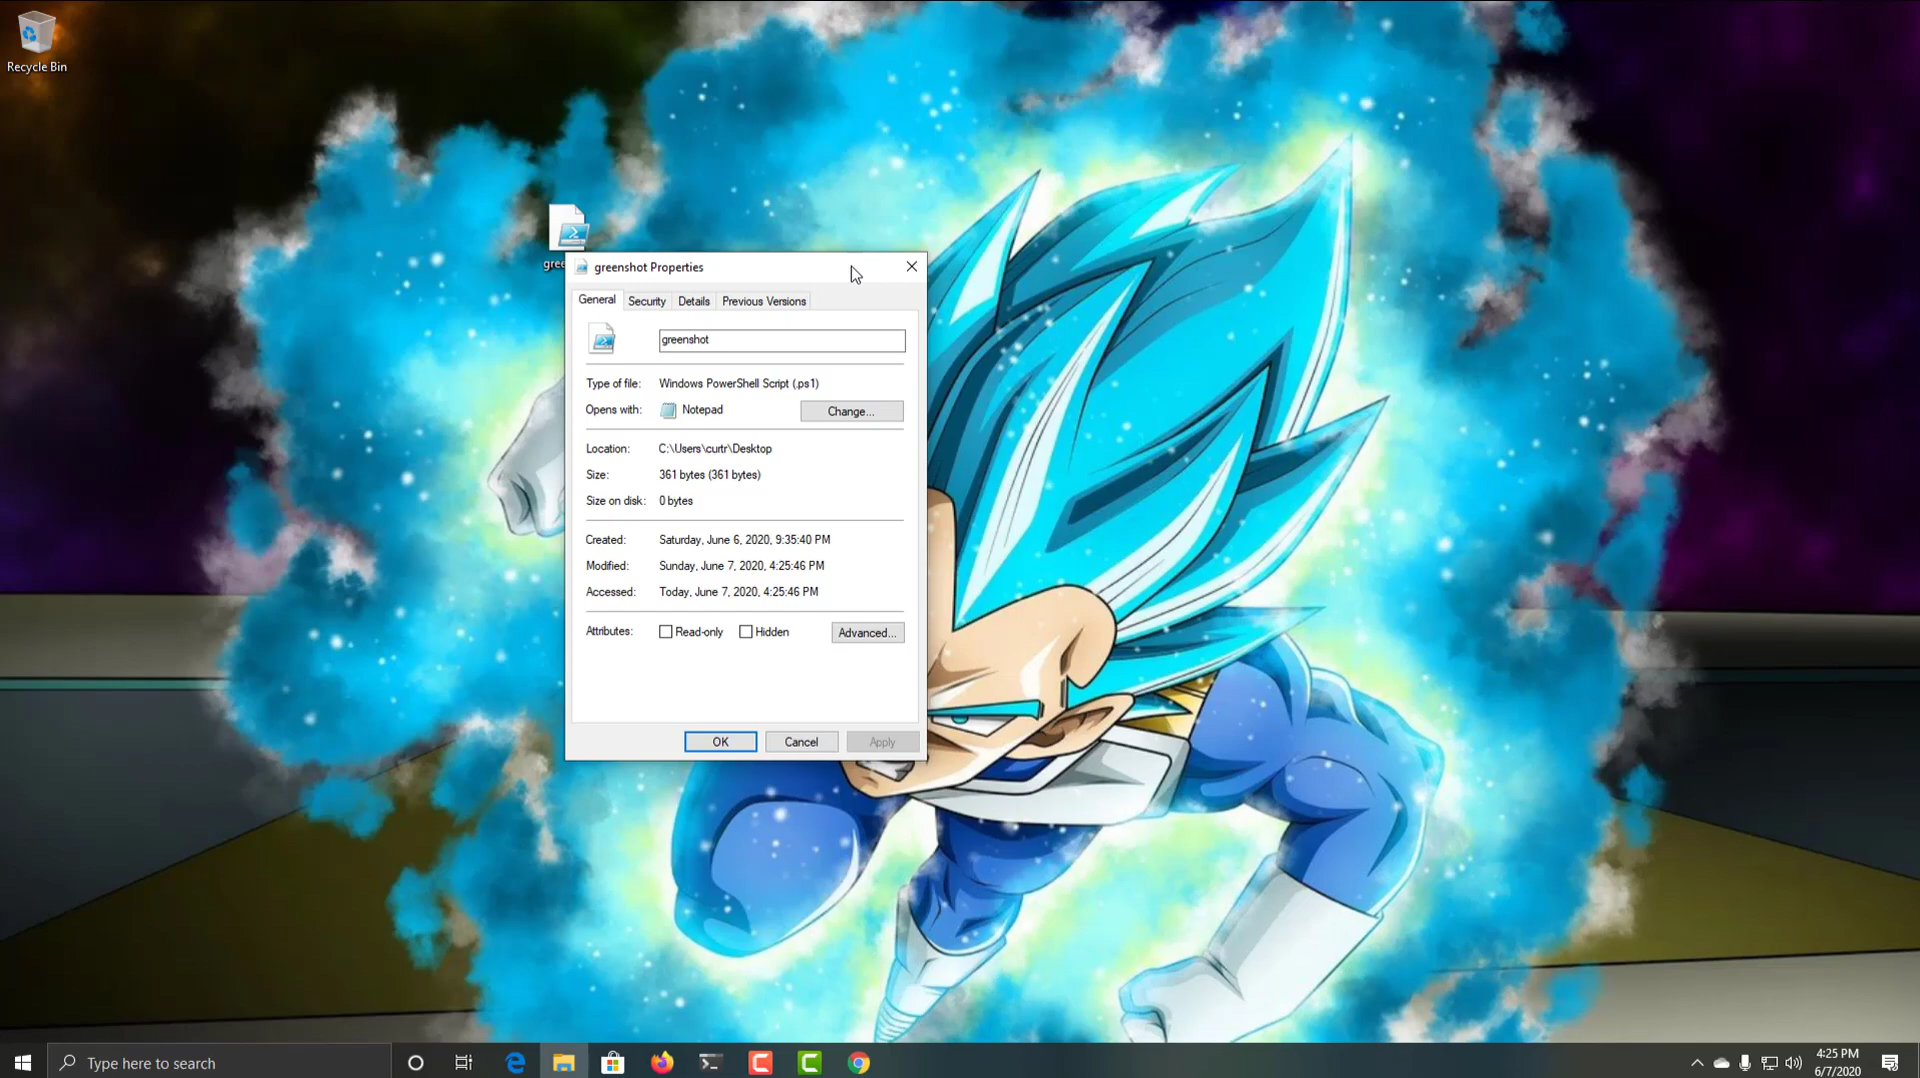 Recycle Bin
gree
greenshot Properties
General Security Details Previous Versions
greenshot
Type of file: Windows PowerShell Script (.ps1)
Opens with: Notepad Change...
Location: C:\Users\curtr\Desktop
Size: 361 bytes (361 bytes)
Size on disk: 0 bytes
Created: Saturday, June 6, 2020, 9:35:40 PM
Modified: Sunday, June 7, 2020, 4:25:46 PM
Accessed: Today, June 7, 2020, 4:25:46 PM
Attributes: Read-only Hidden Advanced...
OK Cancel Apply
Type here to search
4:25 PM
6/7/2020